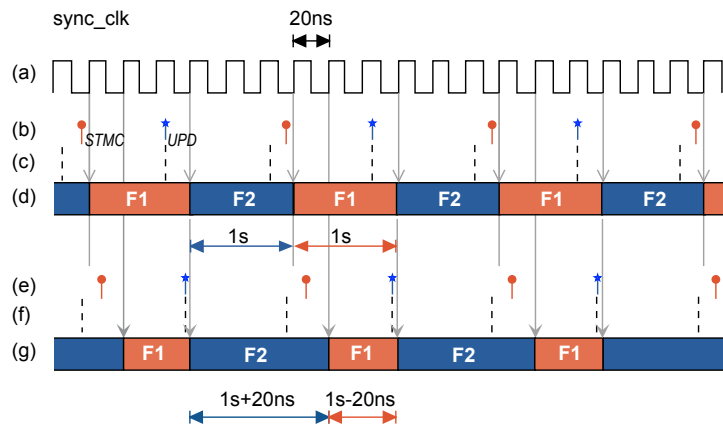 sync_clk 20ns
(a)
(b)
STMC UPD
(c)
(d) F1 F2 F1 F2 F1 F2
1s 1s
(e)
(f)
(g) F1 F2 F1 F2 F1
1s+20ns 1s-20ns